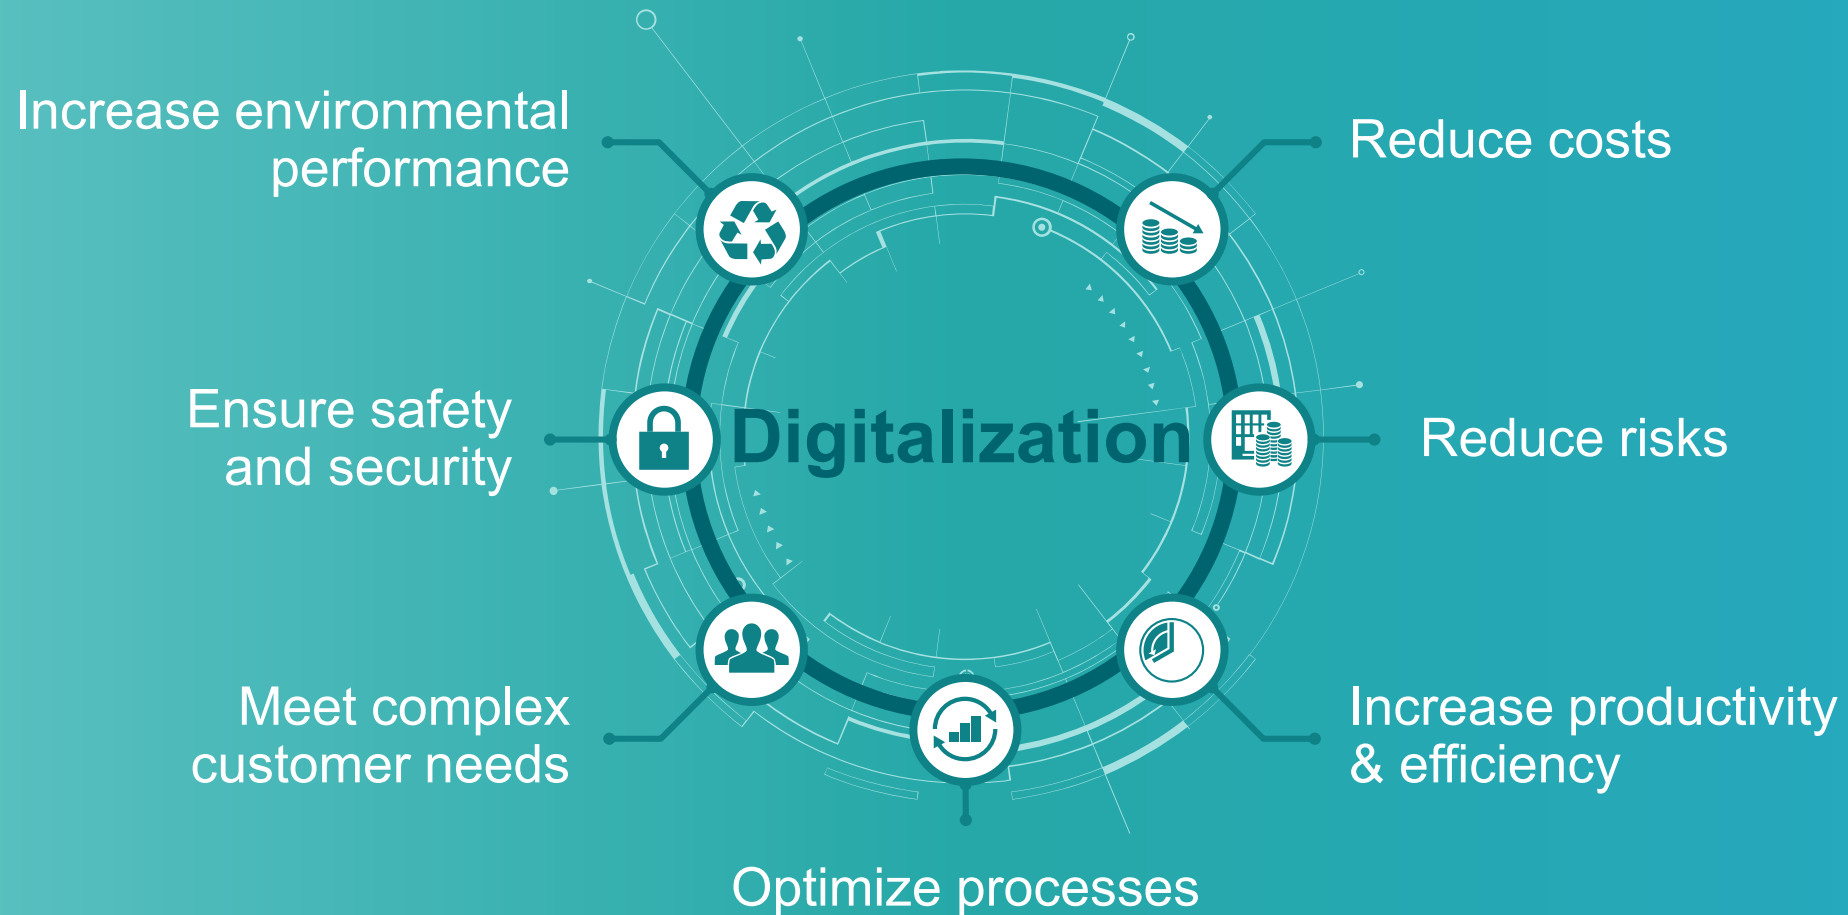 Increase environmental
performance
Reduce costs
Ensure safety
and security
Digitalization
Reduce risks
Meet complex
customer needs
Increase productivity
& efficiency
Optimize processes